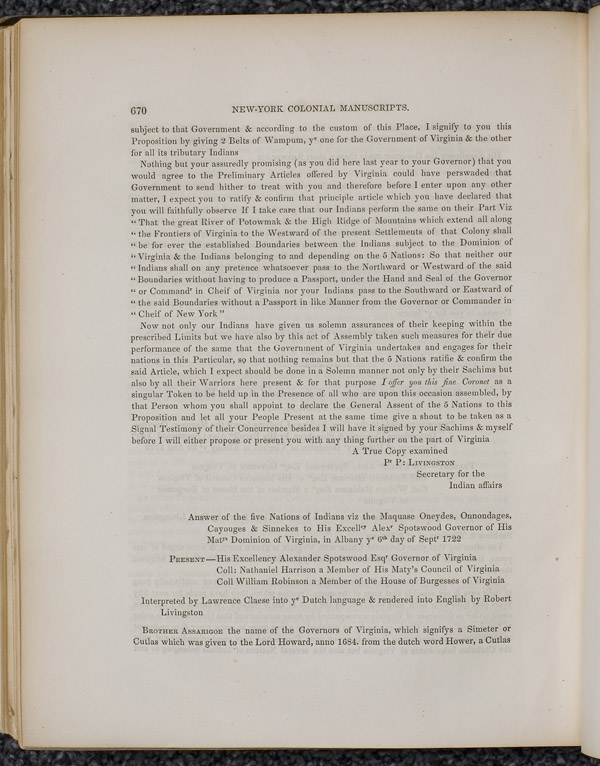 670 NEW-YORK COLONIAL MANUSCRIPTS.
subject to that Government & according to the custom of this Place, I signify to you this
Proposition by giving 2 Belts of Wampum, yᵉ one for the Government of Virginia & the other
for all its tributary Indians
Nothing but your assuredly promising (as you did here last year to your Governor) that you
would agree to the Preliminary Articles offered by Virginia could have perswaded that
Government to send hither to treat with you and therefore before I enter upon any other
matter, I expect you to ratify & confirm that principle article which you have declared that
you will faithfully observe If I take care that our Indians perform the same on their Part Viz
"That the great River of Potowmak & the High Ridge of Mountains which extend all along
"the Frontiers of Virginia to the Westward of the present Settlements of that Colony shall
"be for ever the established Boundaries between the Indians subject to the Dominion of
"Virginia & the Indians belonging to and depending on the 5 Nations: So that neither our
"Indians shall on any pretence whatsoever pass to the Northward or Westward of the said
"Boundaries without having to produce a Passport, under the Hand and Seal of the Governor
"or Commandʳ in Cheif of Virginia nor your Indians pass to the Southward or Eastward of
"the said Boundaries without a Passport in like Manner from the Governor or Commander in
"Cheif of New York"
Now not only our Indians have given us solemn assurances of their keeping within the
prescribed Limits but we have also by this act of Assembly taken such measures for their due
performance of the same that the Government of Virginia undertakes and engages for their
nations in this Particular, so that nothing remains but that the 5 Nations ratifie & confirm the
said Article, which I expect should be done in a Solemn manner not only by their Sachims but
also by all their Warriors here present & for that purpose I offer you this fine Coronet as a
singular Token to be held up in the Presence of all who are upon this occasion assembled, by
that Person whom you shall appoint to declare the General Assent of the 5 Nations to this
Proposition and let all your People Present at the same time give a shout to be taken as a
Signal Testimony of their Concurrence besides I will have it signed by your Sachims & myself
before I will either propose or present you with any thing further on the part of Virginia
A True Copy examined
Pʳ P: LIVINGSTON
Secretary for the
Indian affairs
Answer of the five Nations of Indians viz the Maquase Oneydes, Onnondages,
Cayouges & Sinnekes to His Excellᶜʸ Alexʳ Spotswood Governor of His
Matʸˢ Dominion of Virginia, in Albany yᵉ 6ᵗʰ day of Septʳ 1722
PRESENT—His Excellency Alexander Spotswood Esqʳ Governor of Virginia
Coll: Nathaniel Harrison a Member of His Maty's Council of Virginia
Coll William Robinson a Member of the House of Burgesses of Virginia
Interpreted by Lawrence Claese into yᵉ Dutch language & rendered into English by Robert
Livingston
BROTHER ASSARIGOE the name of the Governors of Virginia, which signifys a Simeter or
Cutlas which was given to the Lord Howard, anno 1684. from the dutch word Hower, a Cutlas